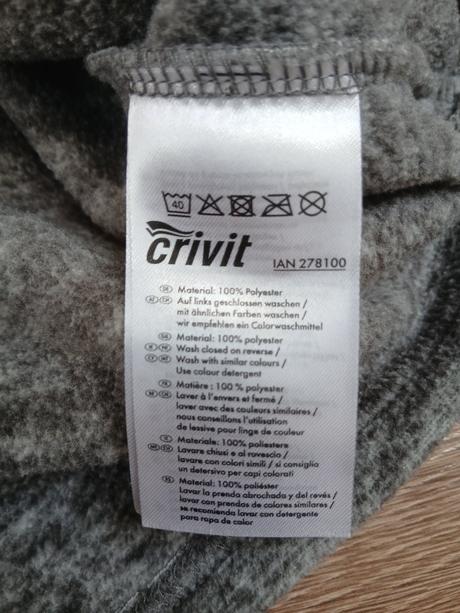 40
crivit
IAN 278100
DE Material: 100% Polyester
AT CH Auf links geschlossen waschen /
mit ähnlichen Farben waschen /
wir empfehlen ein Colorwaschmittel
Material: 100% polyester
Wash closed on reverse /
Wash with similar colours /
Use colour detergent
FR Matière : 100 % polyester
Laver à l'envers et fermé /
laver avec des couleurs similaires /
nous conseillons l'utilisation
de lessive pour linge de couleur
Materiale: 100% poliestere
Lavare chiusi e al rovescio /
lavare con colori simili / si consiglia
un detersivo per capi colorati
ES Material: 100% poliéster
Lavar la prenda abrochada y del revés /
lavar con prendas de colores similares /
se recomienda lavar con detergente
para ropa de color